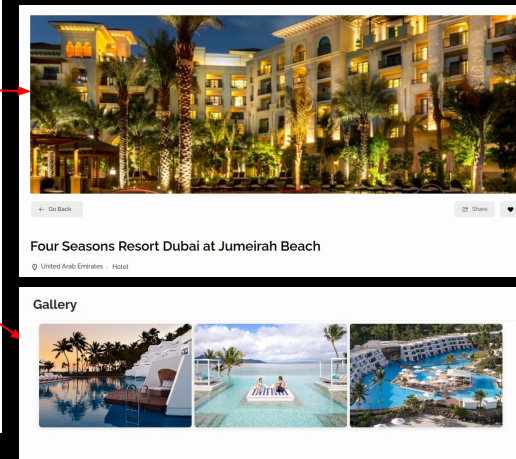 ← Go Back
Share
Four Seasons Resort Dubai at Jumeirah Beach
United Arab Emirates - Hotel
Gallery